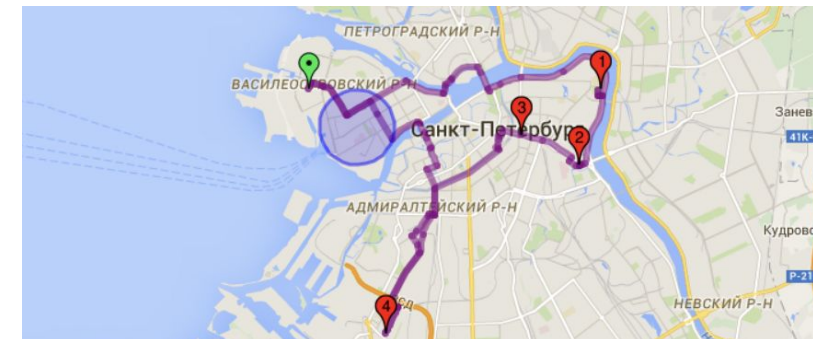 ПЕТРОГРАДСКИЙ Р-Н
1
ВАСИЛЕОСТРОВСКИЙ Р-Н
3
Занев
Санкт-Петербург
41К-
2
АДМИРАЛТЕЙСКИЙ Р-Н
Кудрово
Р-21
4
НЕВСКИЙ Р-Н